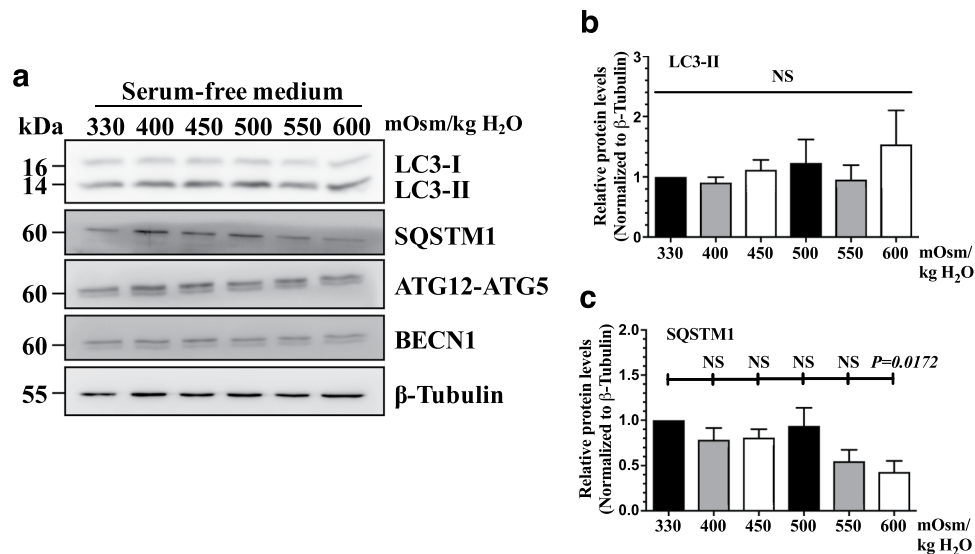 a
Serum-free medium
kDa 330 400 450 500 550 600 mOsm/kg H₂O
16 LC3-I
14 LC3-II
60 SQSTM1
60 ATG12-ATG5
60 BECN1
55 β-Tubulin
b
Relative protein levels
(Normalized to β-Tubulin)
3
2
1
0
LC3-II
NS
330 400 450 500 550 600 mOsm/
kg H₂O
c
Relative protein levels
(Normalized to β-Tubulin)
2.0
1.5
1.0
0.5
0.0
SQSTM1
NS NS NS NS P=0.0172
330 400 450 500 550 600 mOsm/
kg H₂O